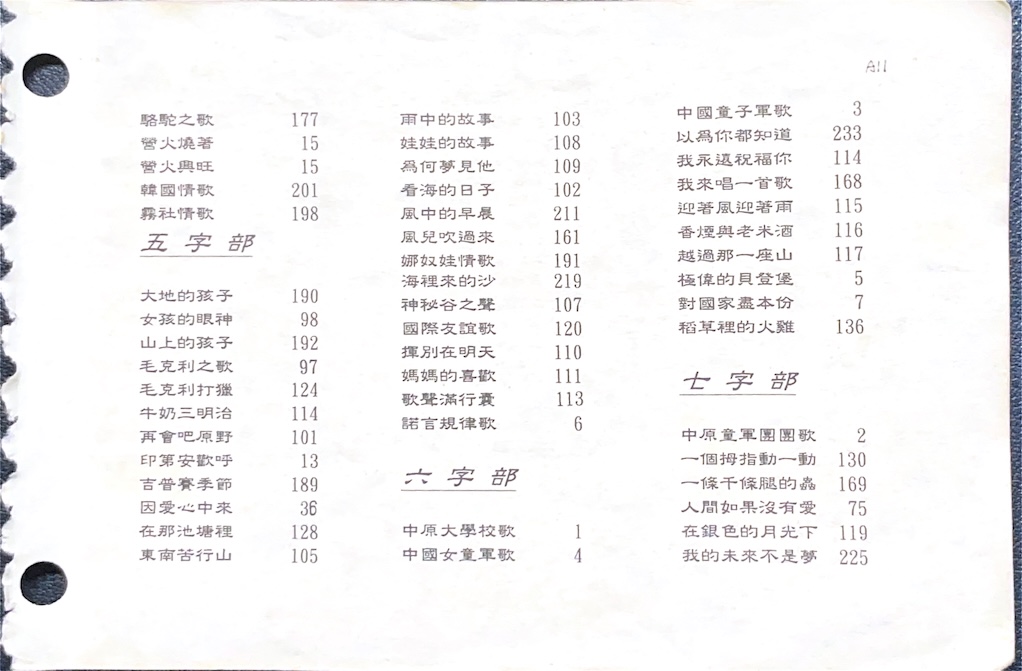 AII
駱駝之歌 177
營火燒著 15
營火興旺 15
韓國情歌 201
霧社情歌 198
五字部
大地的孩子 190
女孩的眼神 98
山上的孩子 192
毛克利之歌 97
毛克利打獵 124
牛奶三明治 114
再會吧原野 101
印第安歡呼 13
吉普賽季節 189
因愛心中來 36
在那池塘裡 128
東南苦行山 105
雨中的故事 103
娃娃的故事 108
為何夢見他 109
看海的日子 102
風中的早晨 211
風兒吹過來 161
娜奴娃情歌 191
海裡來的沙 219
神秘谷之聲 107
國際友誼歌 120
揮別在明天 110
媽媽的喜歡 111
歌聲滿行囊 113
諾言規律歌 6
六字部
中原大學校歌 1
中國女童軍歌 4
中國童子軍歌 3
以為你都知道 233
我永遠祝福你 114
我來唱一首歌 168
迎著風迎著雨 115
香煙與老米酒 116
越過那一座山 117
極偉的貝登堡 5
對國家盡本份 7
稻草裡的火雞 136
七字部
中原童軍團團歌 2
一個拇指動一動 130
一條千條腿的蟲 169
人間如果沒有愛 75
在銀色的月光下 119
我的未來不是夢 225